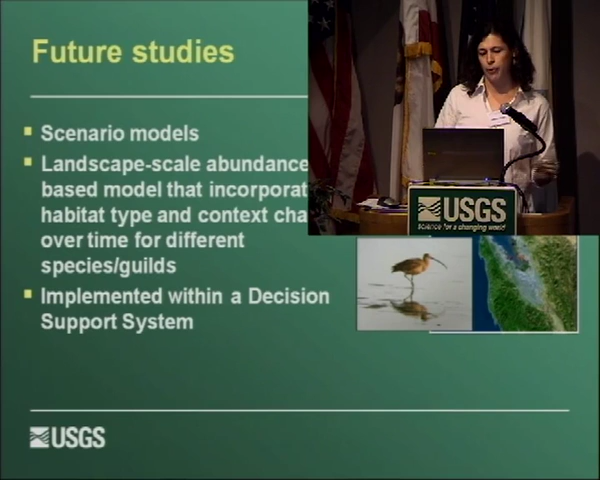 Future studies
Scenario models
Landscape-scale abundance
based model that incorporat
habitat type and context cha
over time for different
species/guilds
Implemented within a Decision
Support System
USGS
USGS
science for a changing world